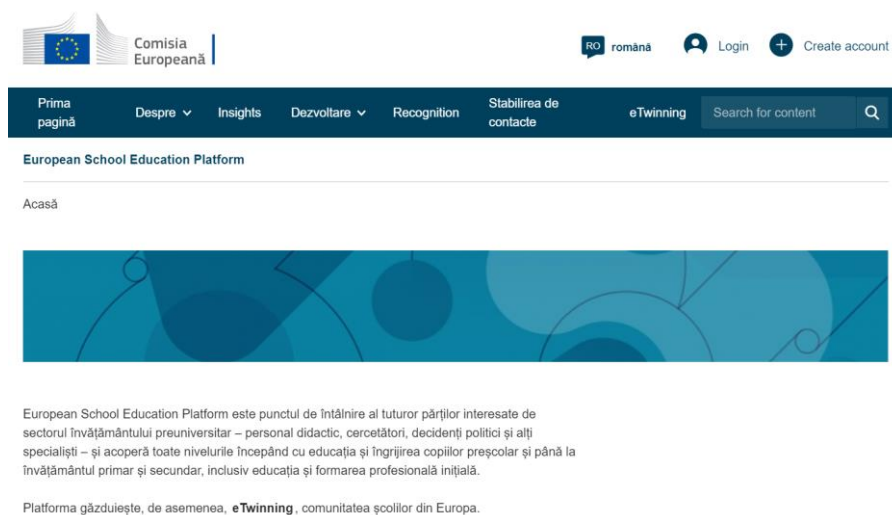 Comisia
Europeană
RO română
Login
Create account
Prima
pagină
Despre
Insights
Dezvoltare
Recognition
Stabilirea de
contacte
eTwinning
Search for content
European School Education Platform
Acasă
European School Education Platform este punctul de întâlnire al tuturor părților interesate de
sectorul învățământului preuniversitar – personal didactic, cercetători, decidenți politici și alți
specialiști – și acoperă toate nivelurile începând cu educația și îngrijirea copiilor preșcolar și până la
învățământul primar și secundar, inclusiv educația și formarea profesională inițială.
Platforma găzduiește, de asemenea, eTwinning, comunitatea școlilor din Europa.